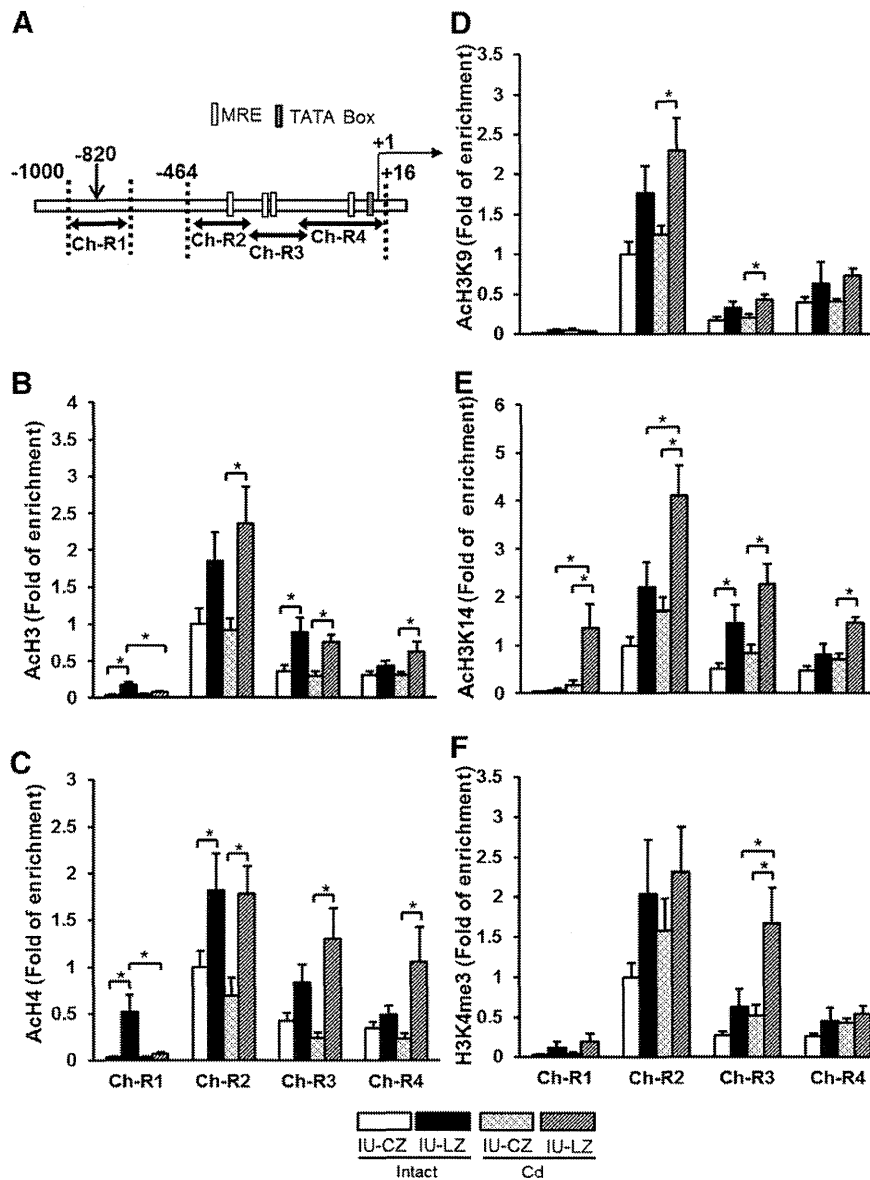 A
MRE TATA Box
-1000
-820
-464
+1
+16
Ch-R1
Ch-R2
Ch-R3
Ch-R4
B
AcH3 (Fold of enrichment)
4
3.5
3
2.5
2
1.5
1
0.5
0
* * * * * *
C
AcH4 (Fold of enrichment)
3
2.5
2
1.5
1
0.5
0
* * * * * *
Ch-R1 Ch-R2 Ch-R3 Ch-R4
D
AcH3K9 (Fold of enrichment)
3.5
3
2.5
2
1.5
1
0.5
0
* *
E
AcH3K14 (Fold of enrichment)
6
5
4
3
2
1
0
* * * * * * *
F
H3K4me3 (Fold of enrichment)
3.5
3
2.5
2
1.5
1
0.5
0
* *
Ch-R1 Ch-R2 Ch-R3 Ch-R4
IU-CZ IU-LZ IU-CZ IU-LZ
Intact Cd